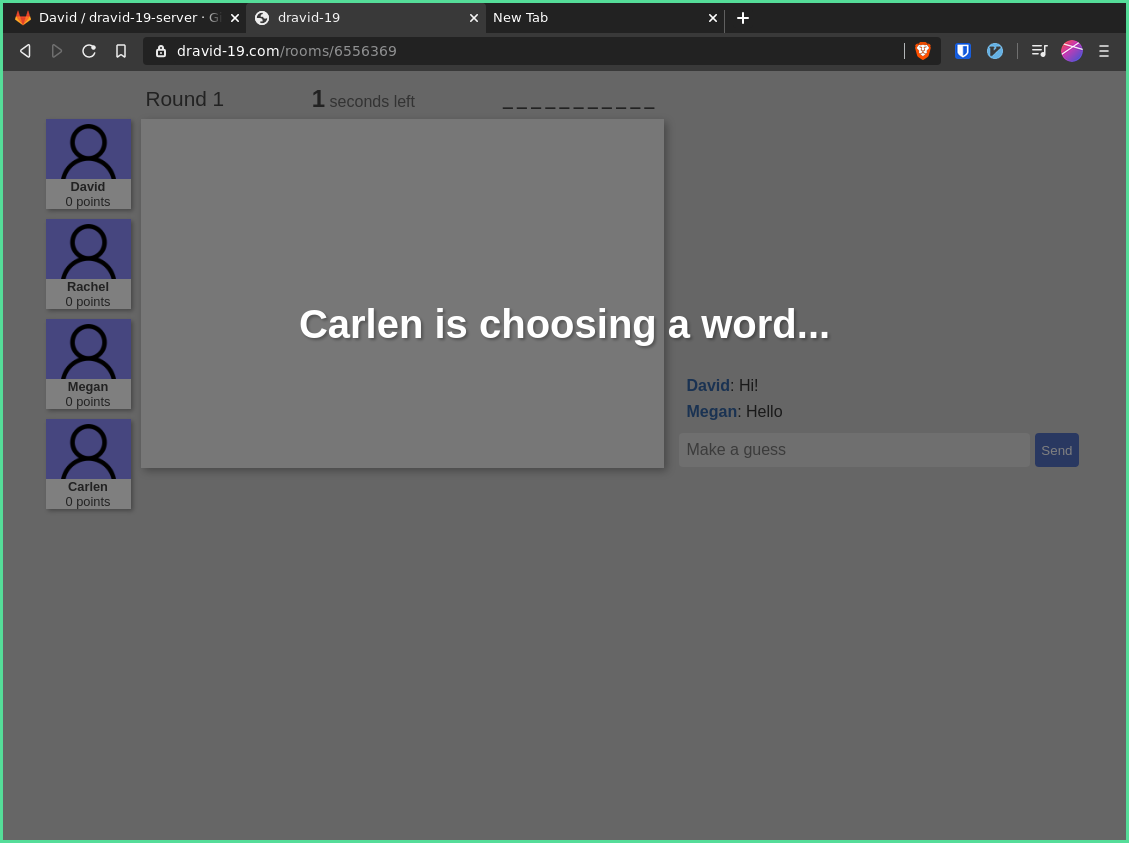 David / dravid-19-server · Gi
dravid-19
New Tab
dravid-19.com/rooms/6556369
Round 1
1 seconds left
___________
David
0 points
Rachel
0 points
Megan
0 points
Carlen
0 points
Carlen is choosing a word...
David: Hi!
Megan: Hello
Make a guess
Send